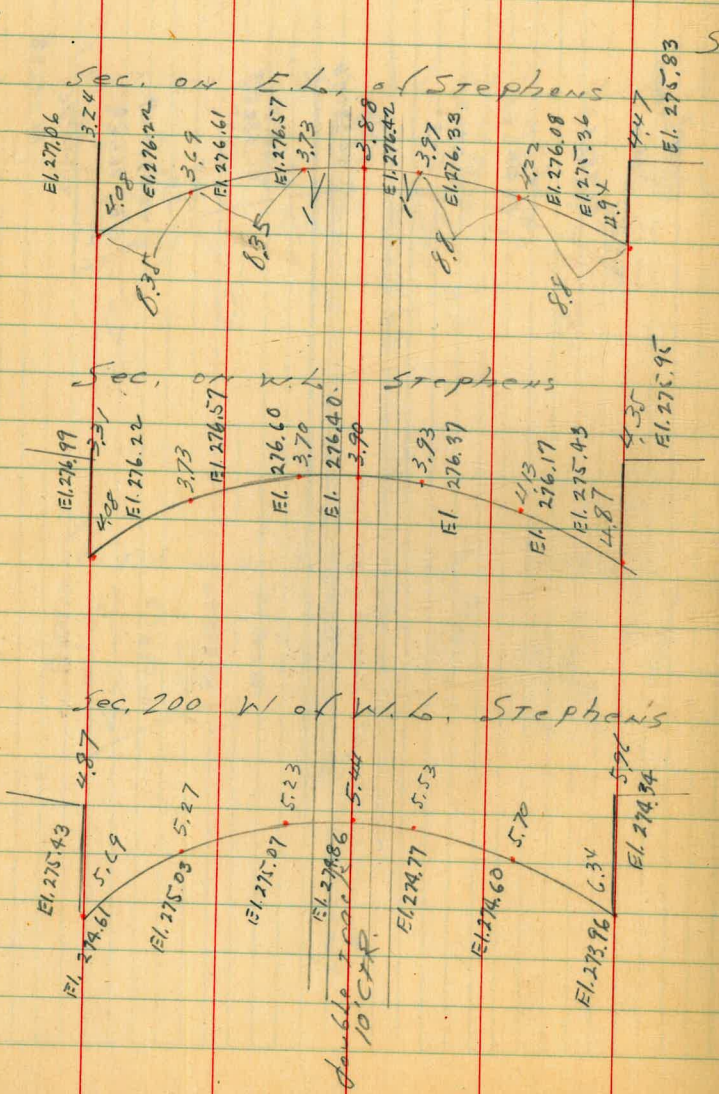 S
Sec. on E.L. of Stephens
El. 277.06
3.24
4.08
El. 276.22
3.69
El. 276.61
El. 276.57
3.73
3.88
El. 276.42
3.97
El. 276.33
4.22
El. 276.08
El. 275.36
4.94
4.47
El. 275.83
8.35
8.35
8.8
8.8
Sec. on W.L. Stephens
El. 276.99
3.31
4.08
El. 276.22
3.73
El. 276.57
El. 276.60
3.70
El. 276.40
3.90
3.93
El. 276.37
4.13
El. 276.17
El. 275.43
4.87
4.35
El. 275.95
Sec. 200 W of W.L. Stephens
El. 275.43
4.87
5.69
El. 274.61
5.27
El. 275.03
5.23
El. 275.07
5.44
El. 274.86
5.53
El. 274.77
5.70
El. 274.60
6.34
El. 273.96
5.96
El. 274.34
double Track
10' CTR.